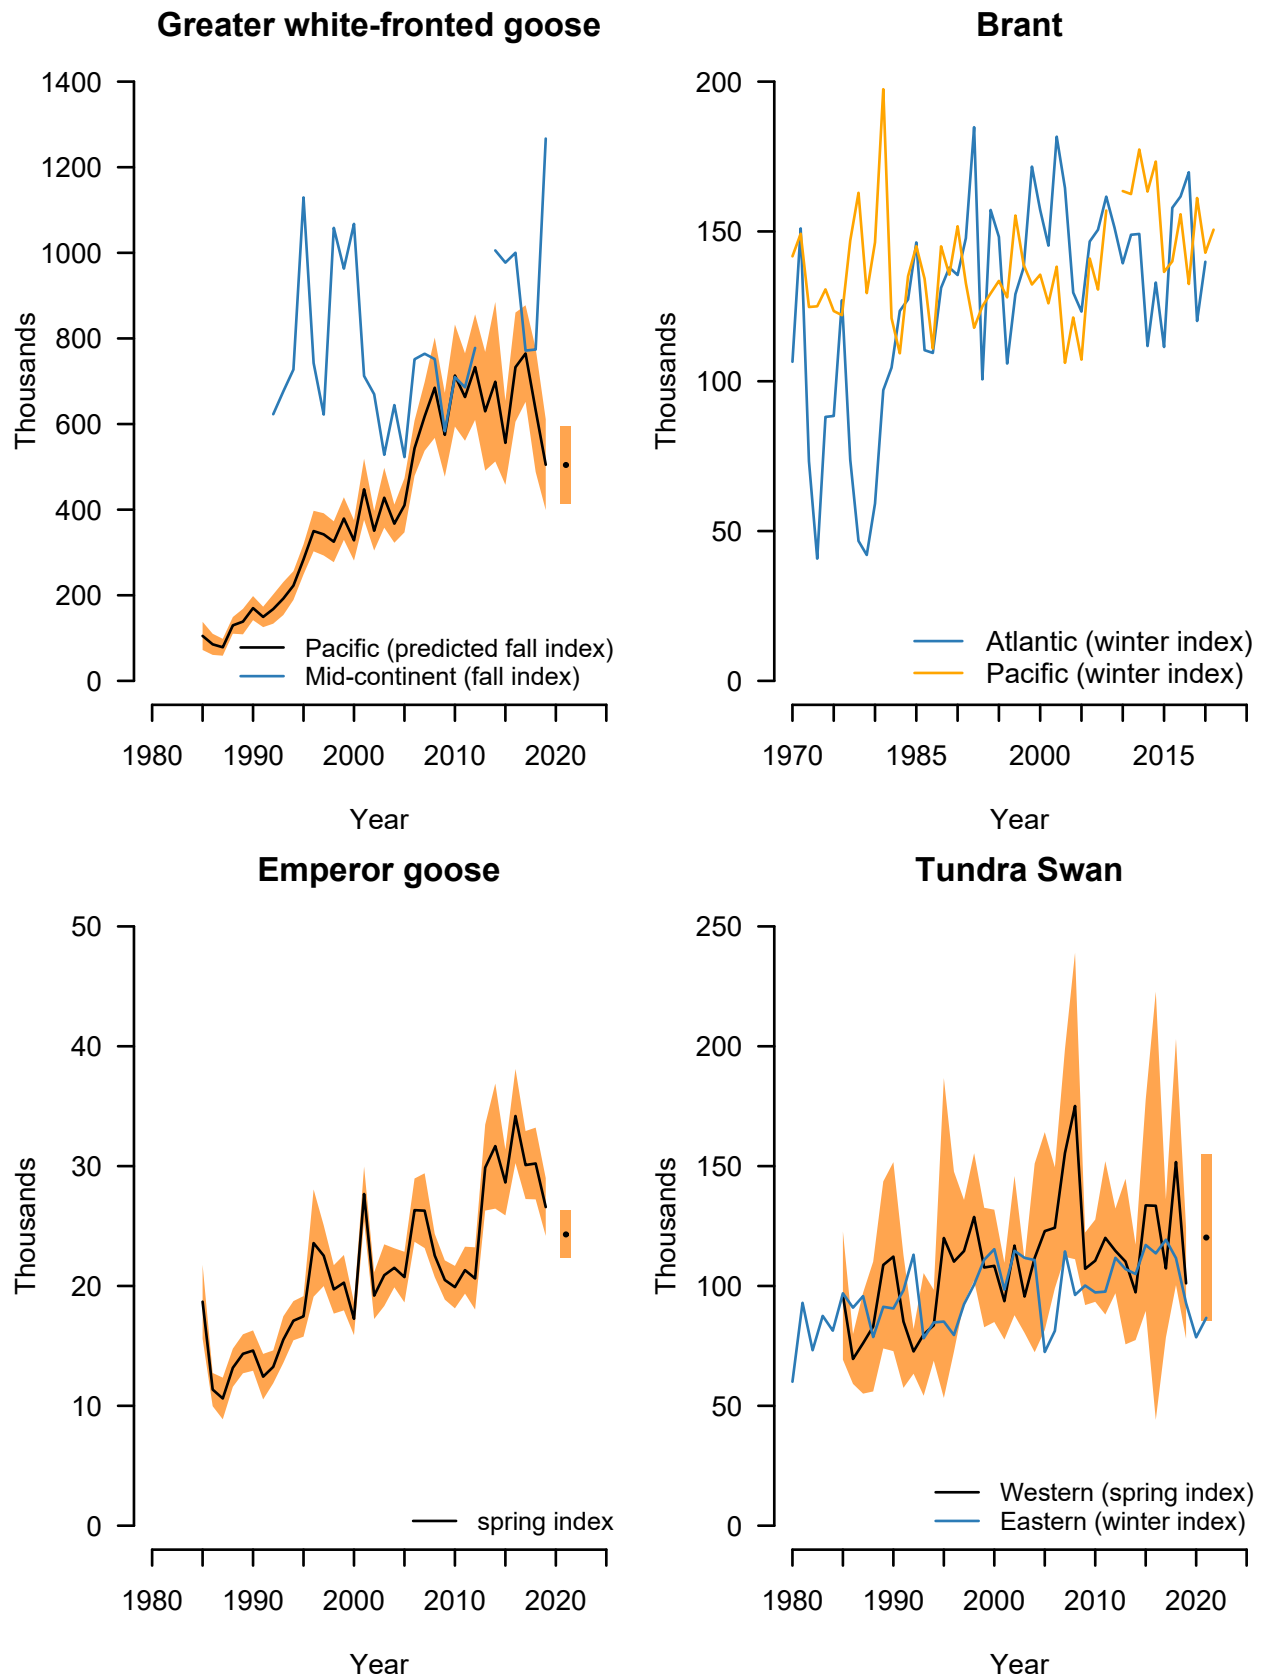 Greater white-fronted goose
Thousands
1400
1200
1000
800
600
400
200
0
Pacific (predicted fall index)
Mid-continent (fall index)
1980 1990 2000 2010 2020
Year
Brant
Thousands
200
150
100
50
0
Atlantic (winter index)
Pacific (winter index)
1970 1985 2000 2015
Year
Emperor goose
Thousands
50
40
30
20
10
0
spring index
1980 1990 2000 2010 2020
Year
Tundra Swan
Thousands
250
200
150
100
50
0
Western (spring index)
Eastern (winter index)
1980 1990 2000 2010 2020
Year